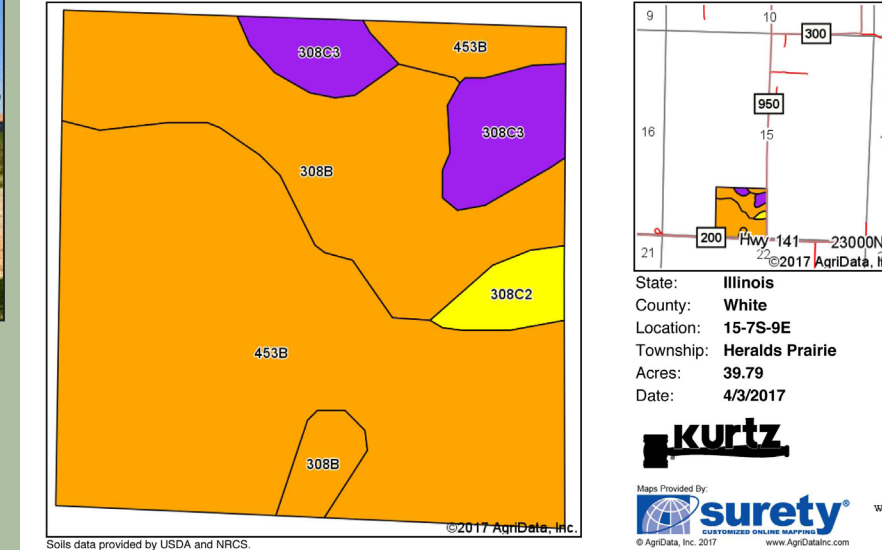 308C3
453B
308C3
308B
308C2
453B
308B
©2017 AgriData, Inc.
Soils data provided by USDA and NRCS.
9
10
300
950
16
15
200
Hwy 141
23000N
21
22
©2017 AgriData,
State: Illinois
County: White
Location: 15-7S-9E
Township: Heralds Prairie
Acres: 39.79
Date: 4/3/2017
Kurtz
Maps Provided By:
surety®
CUSTOMIZED ONLINE MAPPING
© AgriData, Inc. 2017
www.AgriDataInc.com